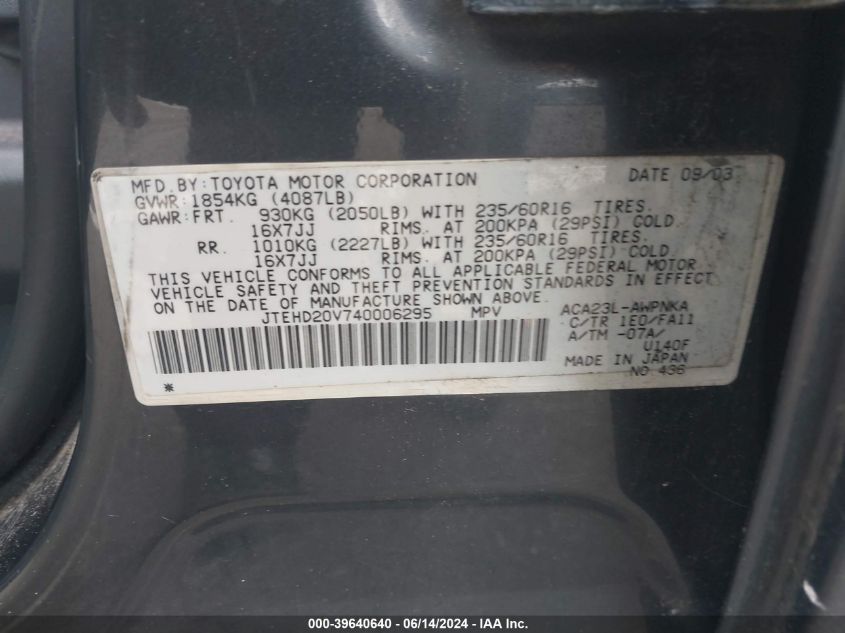 MFD.BY:TOYOTA MOTOR CORPORATION DATE 09/03
GVWR:1854KG (4087LB)
GAWR:FRT. 930KG (2050LB) WITH 235/60R16 TIRES.
16X7JJ RIMS. AT 200KPA (29PSI) COLD
RR. 1010KG (2227LB) WITH 235/60R16 TIRES.
16X7JJ RIMS. AT 200KPA (29PSI) COLD.
THIS VEHICLE CONFORMS TO ALL APPLICABLE FEDERAL MOTOR
VEHICLE SAFETY AND THEFT PREVENTION STANDARDS IN EFFECT
ON THE DATE OF MANUFACTURE SHOWN ABOVE.
JTEHD20V740006295 MPV ACA23L-AWPNKA
C/TR 1E0/FA11
A/TM -07A/
U140F
MADE IN JAPAN
* NO 436
000-39640640 / 06/14/2024 - IAA Inc.